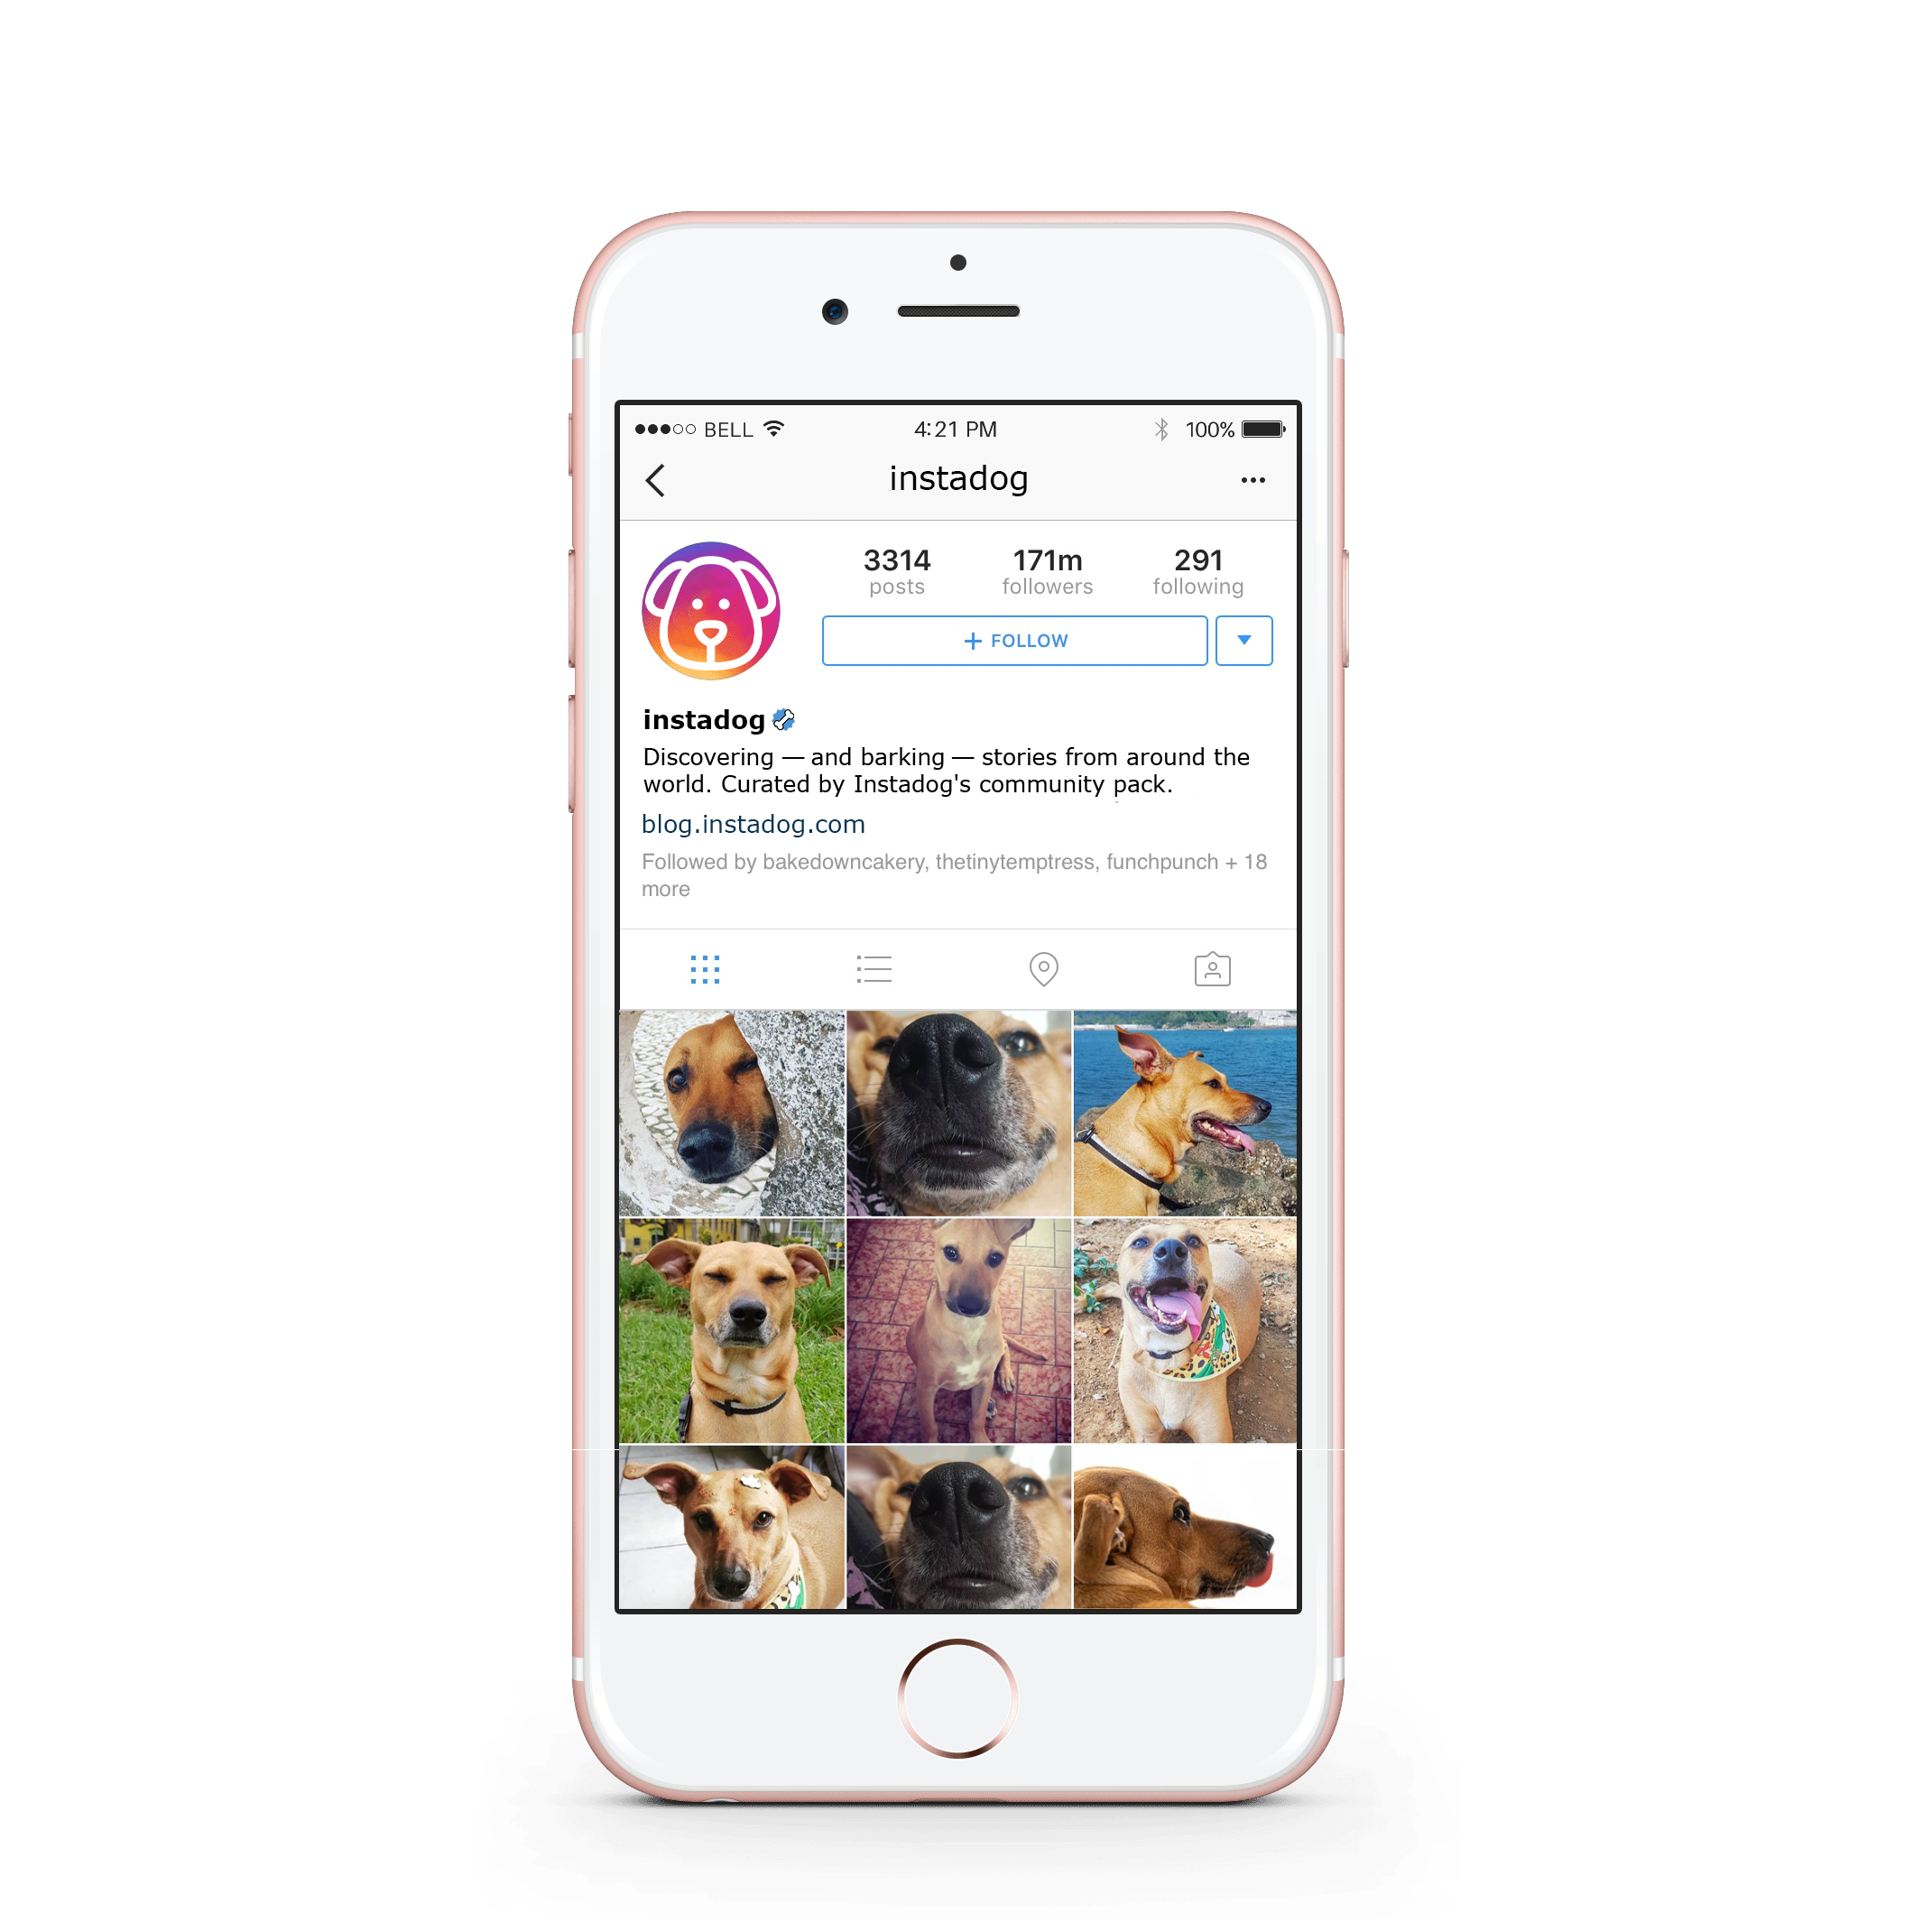 BELL 4:21 PM 100%
instadog
3314 171m 291
posts followers following
+ FOLLOW
instadog
Discovering — and barking — stories from around the
world. Curated by Instadog's community pack.
blog.instadog.com
Followed by bakedowncakery, thetinytemptress, funchpunch + 18
more